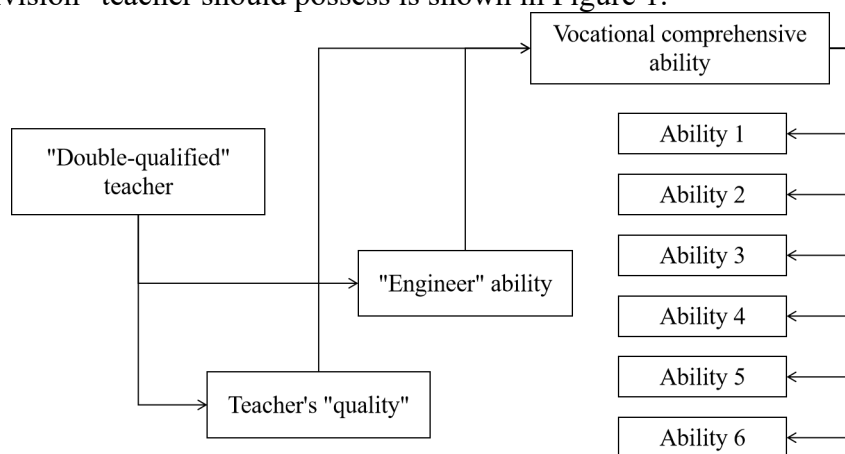 teacher should possess is shown in Figure 1.
Vocational comprehensive
ability
Ability 1
"Double-qualified"
teacher
Ability 2
Ability 3
"Engineer" ability
Ability 4
Ability 5
Teacher's "quality"
Ability 6